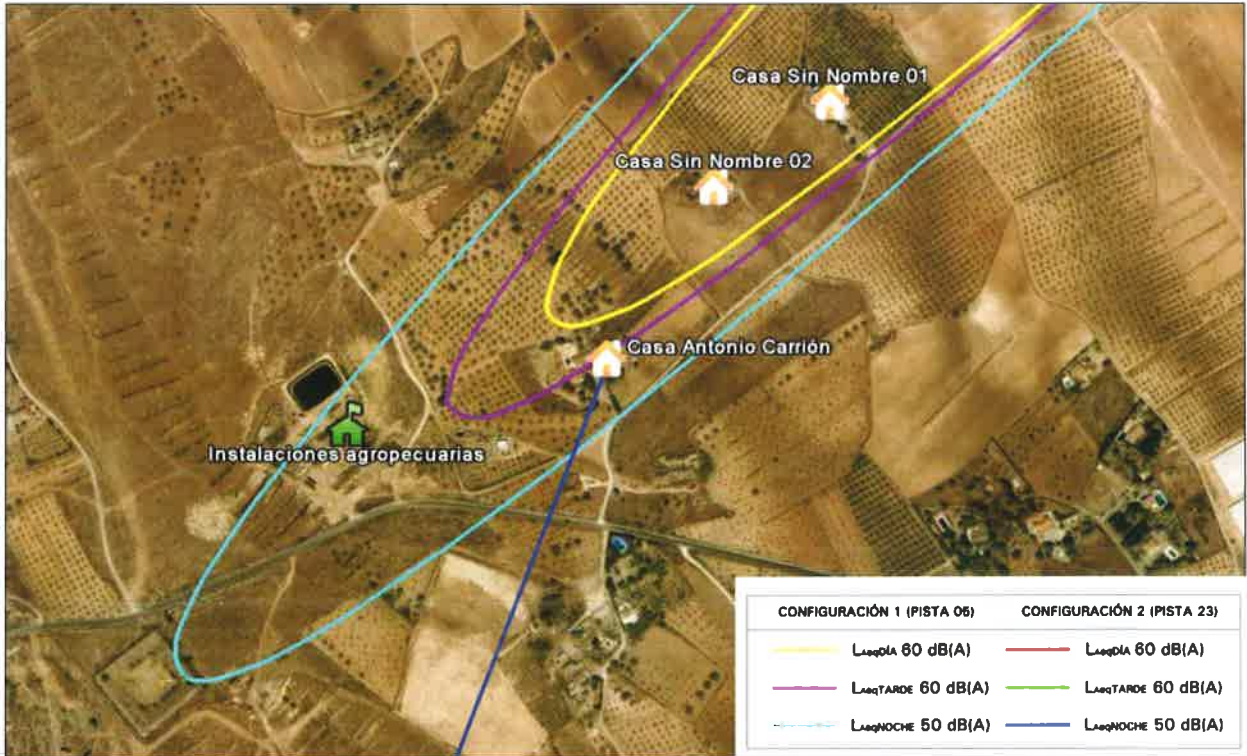 Casa Sin Nombre 01
Casa Sin Nombre 02
Casa Antonio Carrión
Instalaciones agropecuarias
CONFIGURACIÓN 1 (PISTA 05) CONFIGURACIÓN 2 (PISTA 23)
LAeqDÍA 60 dB(A) LAeqDÍA 60 dB(A)
LAeqTARDE 60 dB(A) LAeqTARDE 60 dB(A)
LAeqNOCHE 50 dB(A) LAeqNOCHE 50 dB(A)